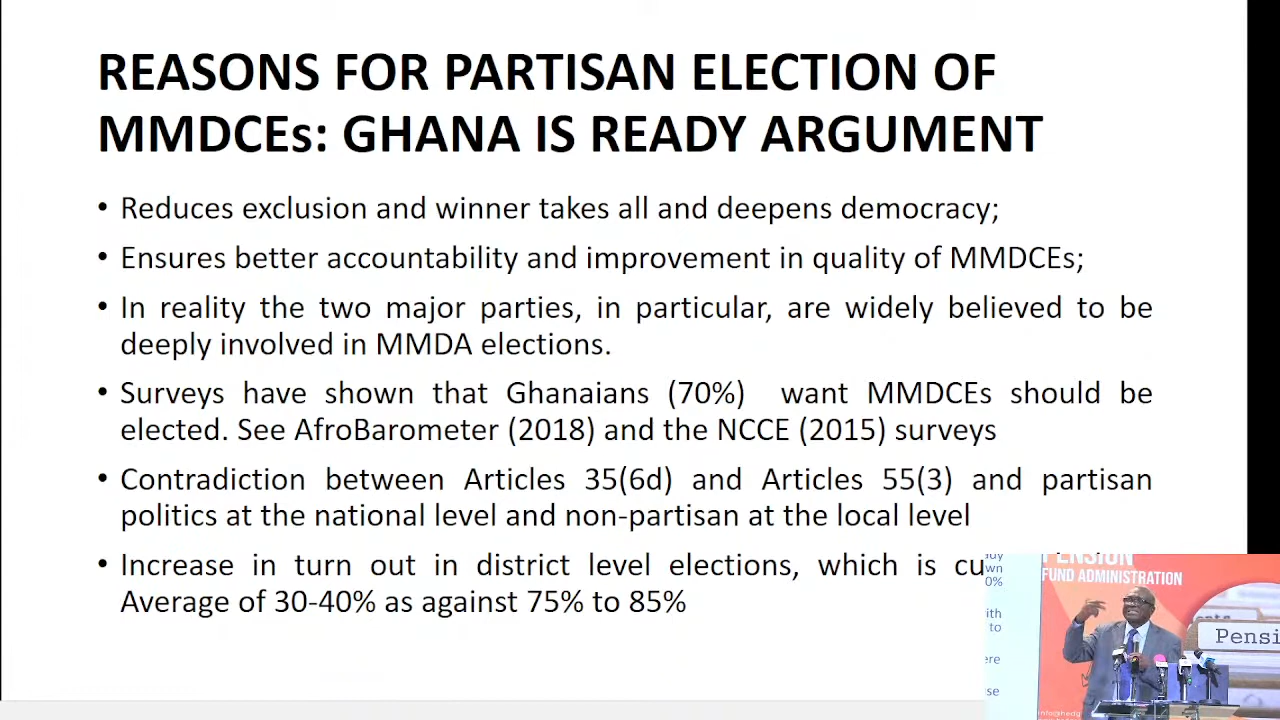 REASONS FOR PARTISAN ELECTION OF
MMDCEs: GHANA IS READY ARGUMENT
• Reduces exclusion and winner takes all and deepens democracy;
• Ensures better accountability and improvement in quality of MMDCEs;
• In reality the two major parties, in particular, are widely believed to be
deeply involved in MMDA elections.
• Surveys have shown that Ghanaians (70%) want MMDCEs should be
elected. See AfroBarometer (2018) and the NCCE (2015) surveys
• Contradiction between Articles 35(6d) and Articles 55(3) and partisan
politics at the national level and non-partisan at the local level
• Increase in turn out in district level elections, which is
Average of 30-40% as against 75% to 85%
PENSION
FUND ADMINISTRATION
Pensi
to